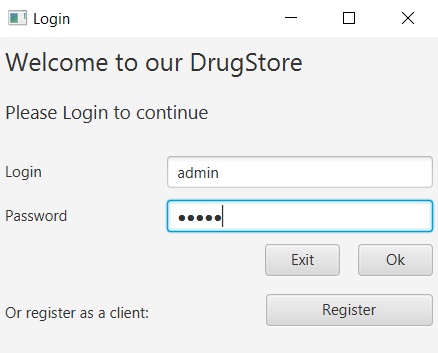 Login
Welcome to our DrugStore
Please Login to continue
Login admin
Password •••••
Exit Ok
Or register as a client: Register